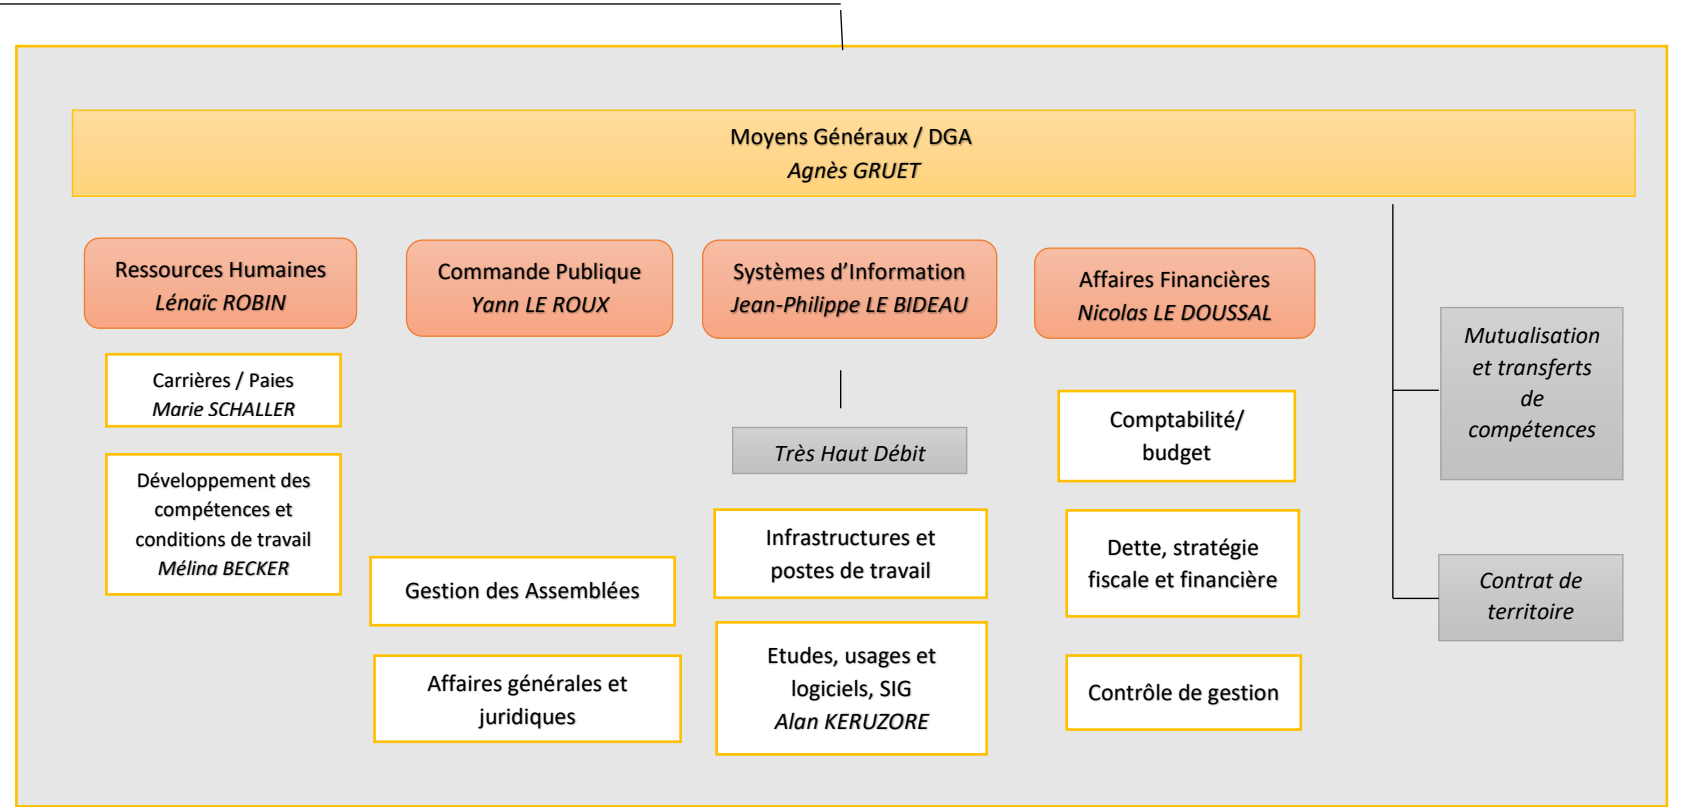 Moyens Généraux / DGA
Agnès GRUET
Ressources Humaines
Lénaïc ROBIN
Carrières / Paies
Marie SCHALLER
Développement des
compétences et
conditions de travail
Mélina BECKER
Commande Publique
Yann LE ROUX
Gestion des Assemblées
Affaires générales et
juridiques
Systèmes d’Information
Jean-Philippe LE BIDEAU
Très Haut Débit
Infrastructures et
postes de travail
Etudes, usages et
logiciels, SIG
Alan KERUZORE
Affaires Financières
Nicolas LE DOUSSAL
Comptabilité/
budget
Dette, stratégie
fiscale et financière
Contrôle de gestion
Mutualisation
et transferts
de
compétences
Contrat de
territoire